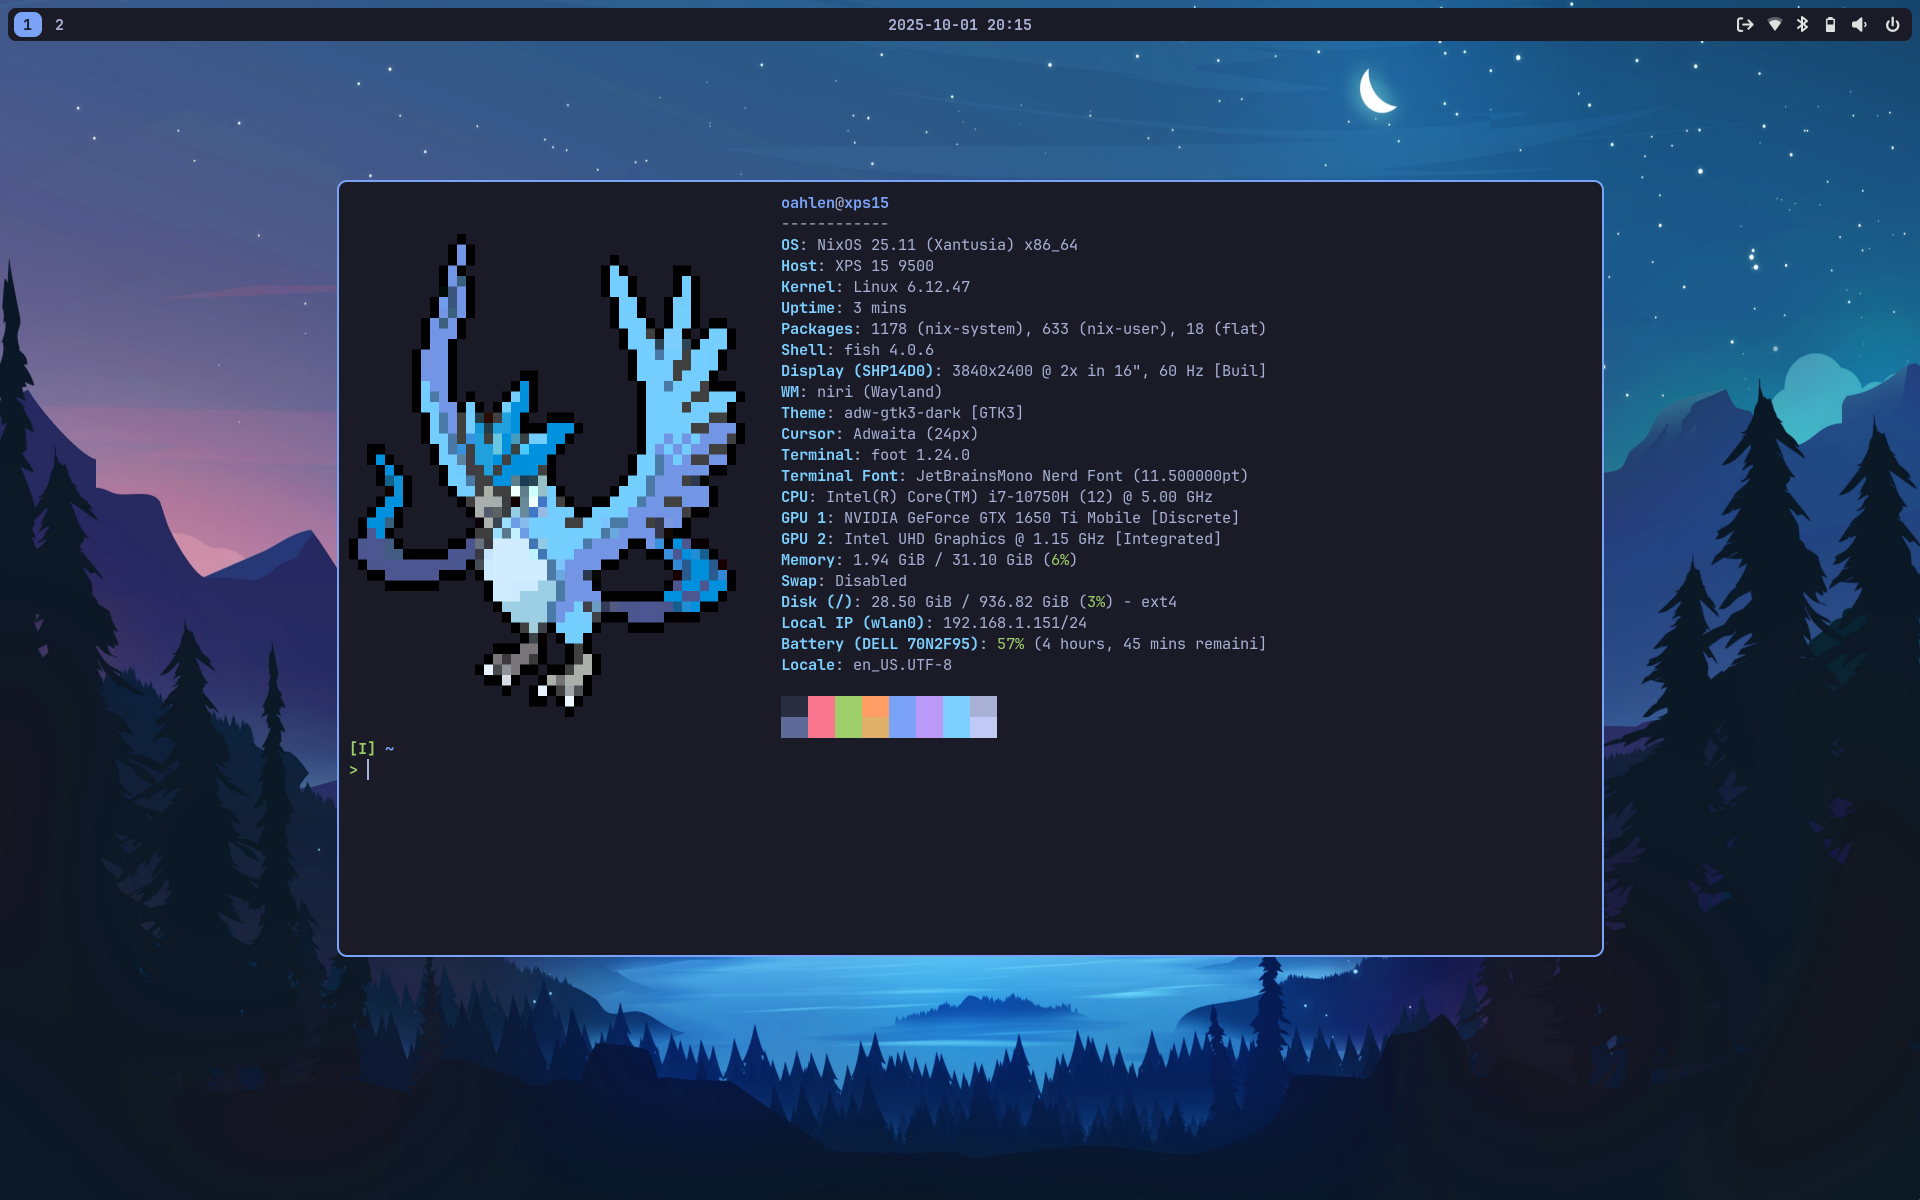 1 2 2025-10-01 20:15
oahlen@xps15
------------
OS: NixOS 25.11 (Xantusia) x86_64
Host: XPS 15 9500
Kernel: Linux 6.12.47
Uptime: 3 mins
Packages: 1178 (nix-system), 633 (nix-user), 18 (flat)
Shell: fish 4.0.6
Display (SHP14D0): 3840x2400 @ 2x in 16", 60 Hz [Buil]
WM: niri (Wayland)
Theme: adw-gtk3-dark [GTK3]
Cursor: Adwaita (24px)
Terminal: foot 1.24.0
Terminal Font: JetBrainsMono Nerd Font (11.500000pt)
CPU: Intel(R) Core(TM) i7-10750H (12) @ 5.00 GHz
GPU 1: NVIDIA GeForce GTX 1650 Ti Mobile [Discrete]
GPU 2: Intel UHD Graphics @ 1.15 GHz [Integrated]
Memory: 1.94 GiB / 31.10 GiB (6%)
Swap: Disabled
Disk (/): 28.50 GiB / 936.82 GiB (3%) - ext4
Local IP (wlan0): 192.168.1.151/24
Battery (DELL 70N2F95): 57% (4 hours, 45 mins remaini]
Locale: en_US.UTF-8
[I] ~
>